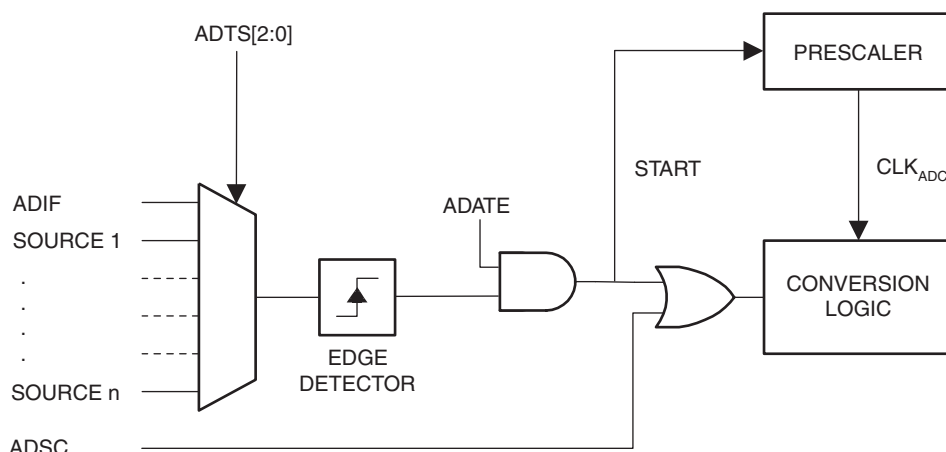 ADTS[2:0]
PRESCALER
START
CLKADC
ADIF
ADATE
SOURCE 1
.
.
.
.
CONVERSION
LOGIC
EDGE
DETECTOR
SOURCE n
ADSC